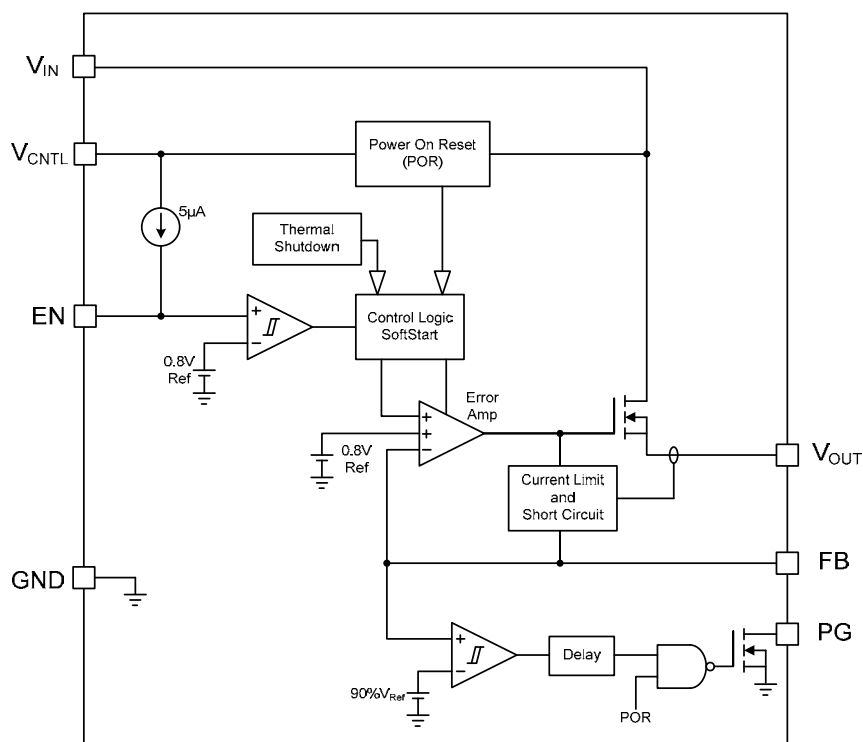 VIN
VCNTL
Power On Reset
(POR)
5µA
Thermal
Shutdown
EN
+
−
Control Logic
SoftStart
0.8V
Ref
Error
Amp
+
+
−
0.8V
Ref
VOUT
Current Limit
and
Short Circuit
GND
FB
PG
+
−
Delay
90%VRef
POR